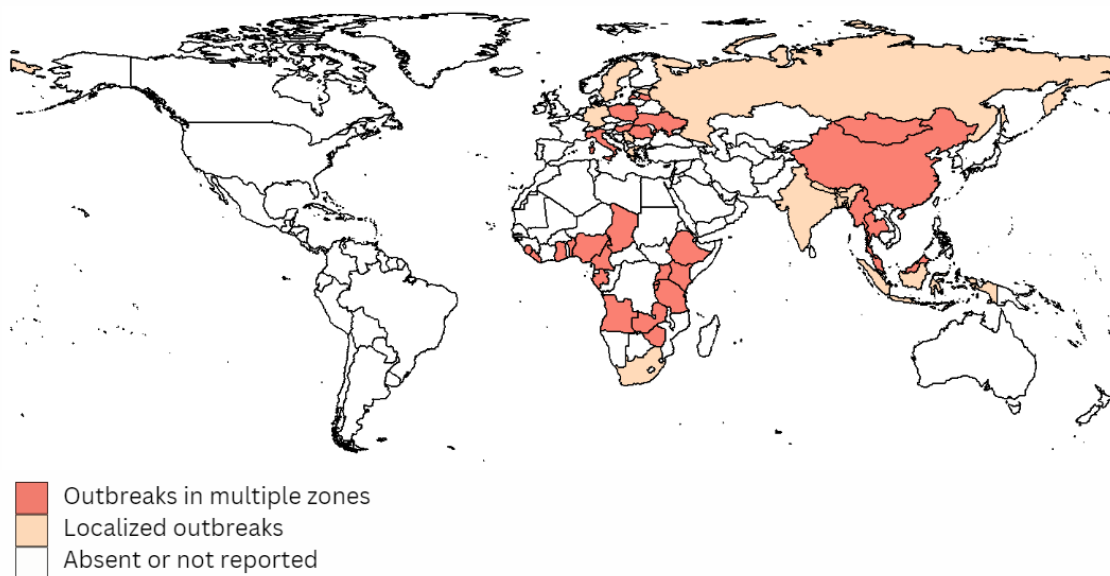 Outbreaks in multiple zones
Localized outbreaks
Absent or not reported